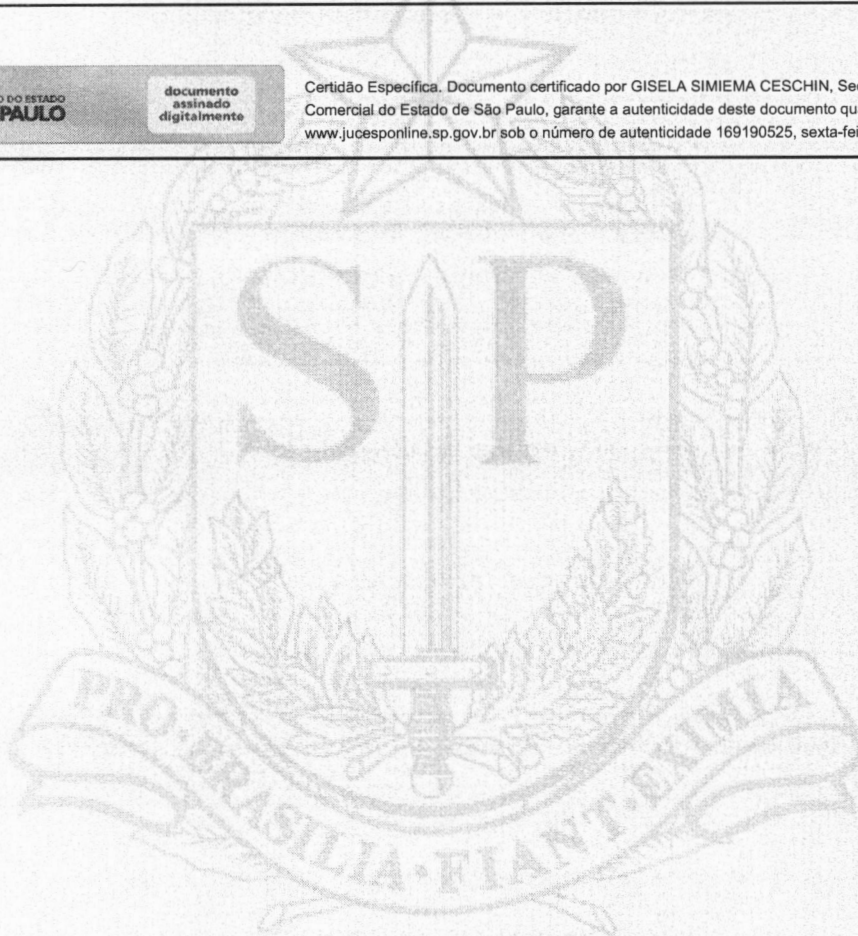 O DO ESTADO
PAULO
documento
assinado
digitalmente
Certidão Específica. Documento certificado por GISELA SIMIEMA CESCHIN,
Comercial do Estado de São Paulo, garante a autenticidade deste documento
www.jucesponline.sp.gov.br sob o número de autenticidade 169190525,
SP
PRO·BRASILIA·FIANT·EXIMIA